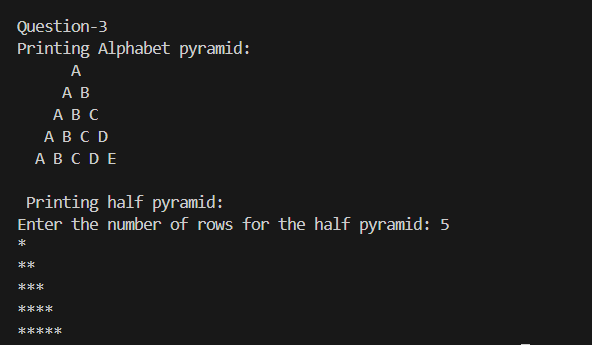 Question-3
Printing Alphabet pyramid:
      A
     A B
    A B C
   A B C D
  A B C D E

 Printing half pyramid:
Enter the number of rows for the half pyramid: 5
*
**
***
****
*****